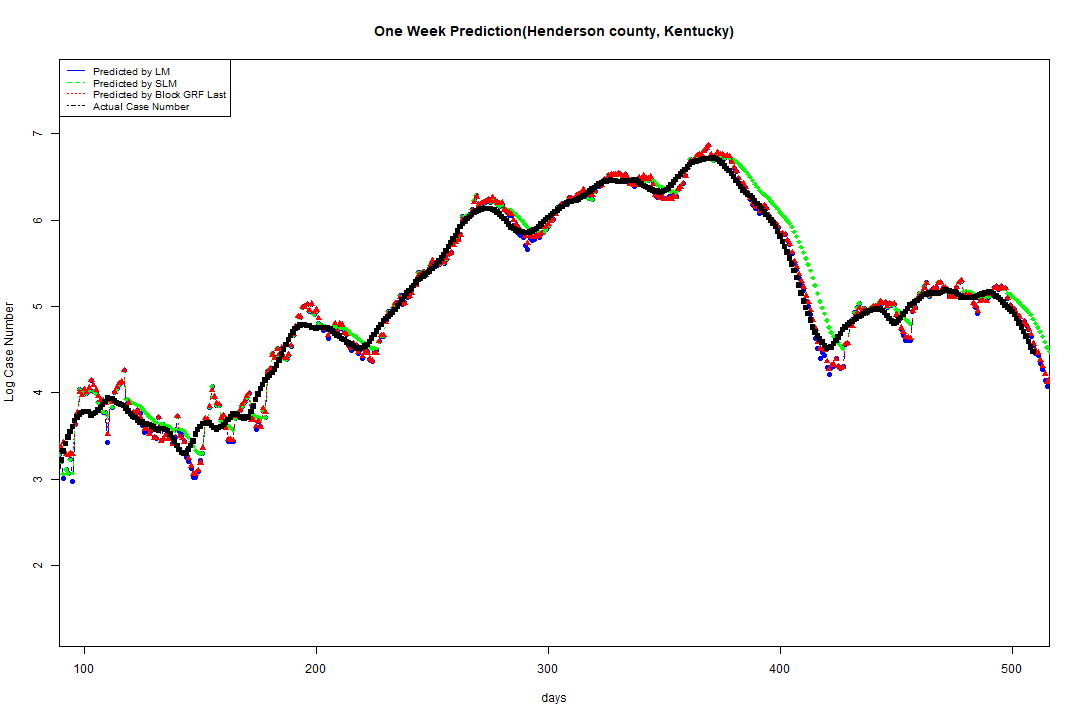 One Week Prediction(Henderson county, Kentucky)
Predicted by LM
Predicted by SLM
Predicted by Block GRF Last
Actual Case Number
7
6
5
4
3
2
Log Case Number
100 200 300 400 500
days